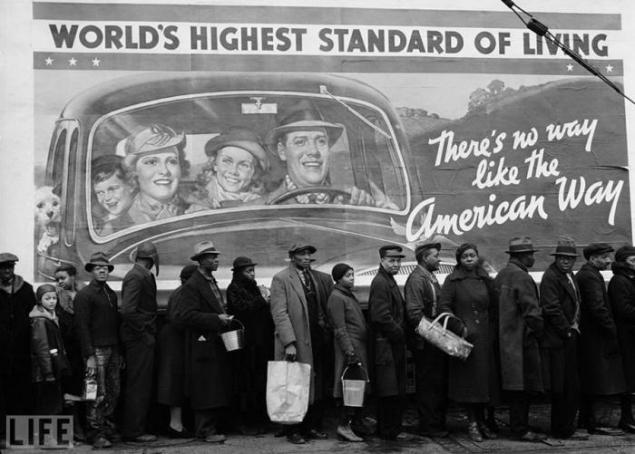 WORLD'S HIGHEST STANDARD OF LIVING
There's no way
like the
American Way
LIFE